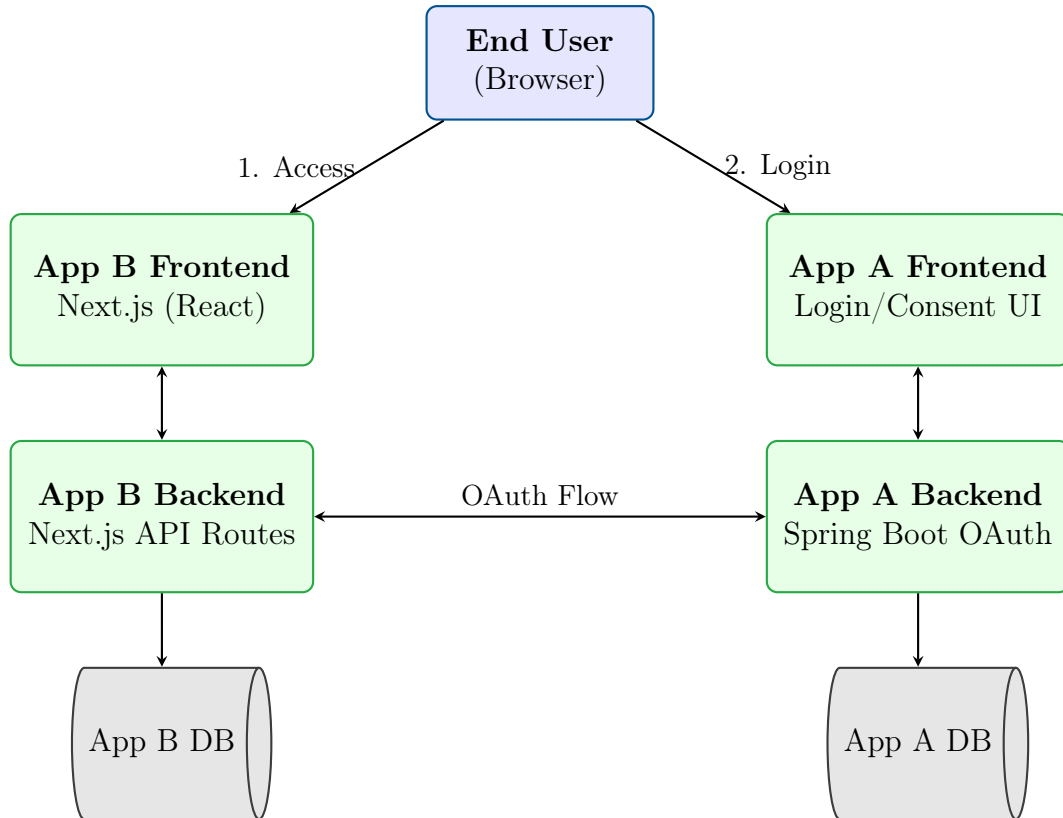 End User
(Browser)
1. Access
2. Login
App B Frontend
Next.js (React)
App A Frontend
Login/Consent UI
App B Backend
Next.js API Routes
OAuth Flow
App A Backend
Spring Boot OAuth
App B DB
App A DB